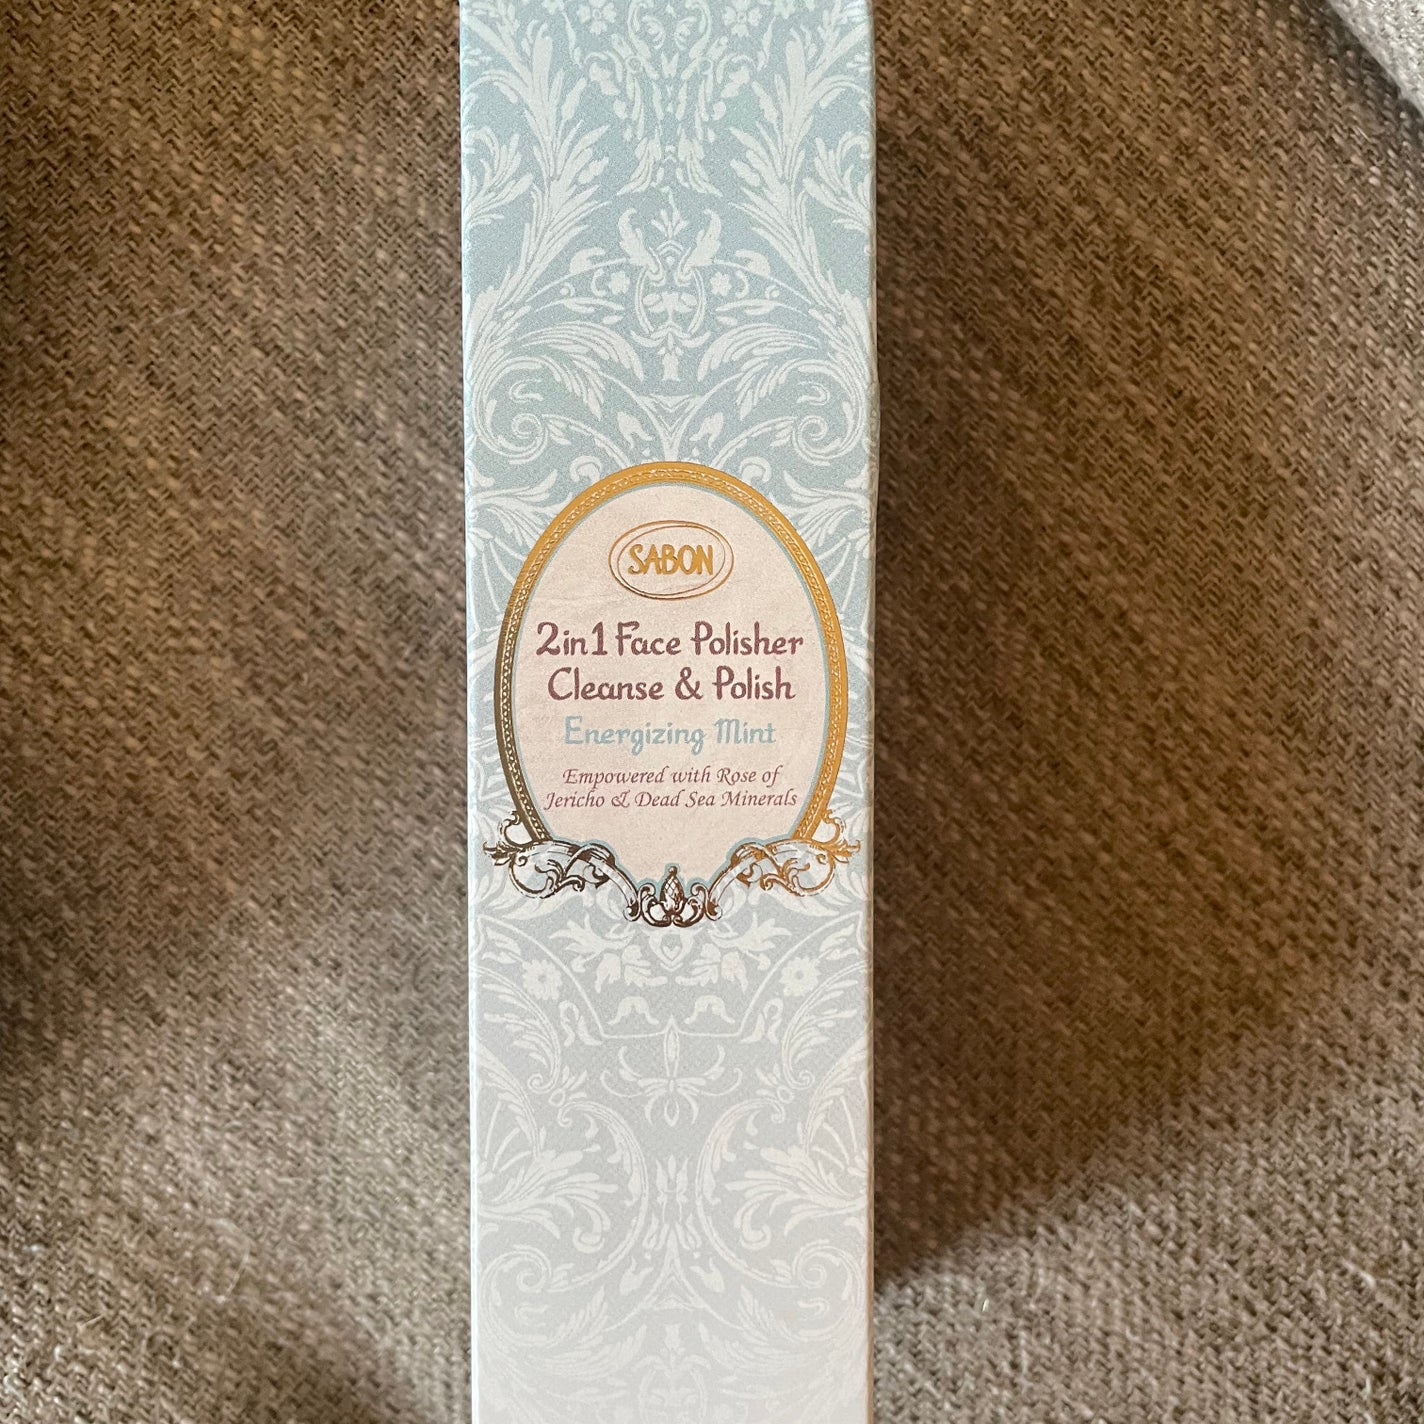 SABON
2in1 Face Polisher
Cleanse & Polish
Energizing Mint
Empowered with Rose of
Jericho & Dead Sea Minerals